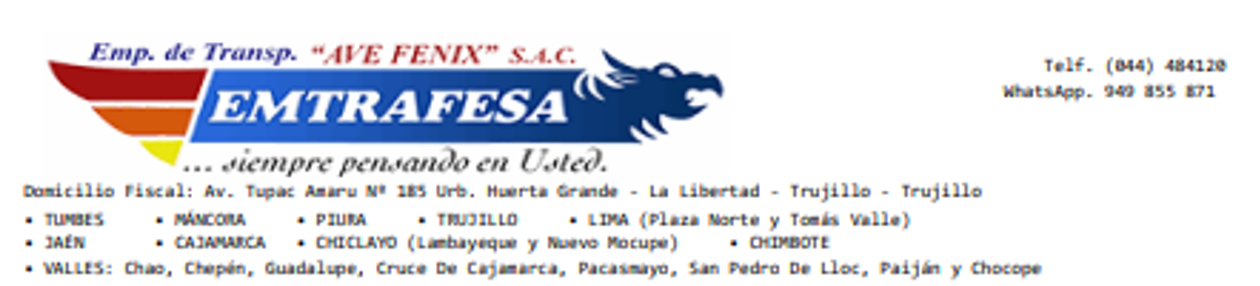 Emp. de Transp. “AVE FENIX” S.A.C.
EMTRAFESA
... siempre pensando en Usted.
Telf. (044) 484120
WhatsApp. 949 855 871
Domicilio Fiscal: Av. Tupac Amaru Nº 185 Urb. Huerta Grande - La Libertad - Trujillo - Trujillo
• TUMBES • MÁNCORA • PIURA • TRUJILLO • LIMA (Plaza Norte y Tomás Valle)
• JAÉN • CAJAMARCA • CHICLAYO (Lambayeque y Nuevo Mocupe) • CHIMBOTE
• VALLES: Chao, Chepén, Guadalupe, Cruce De Cajamarca, Pacasmayo, San Pedro De Lloc, Paiján y Chocope